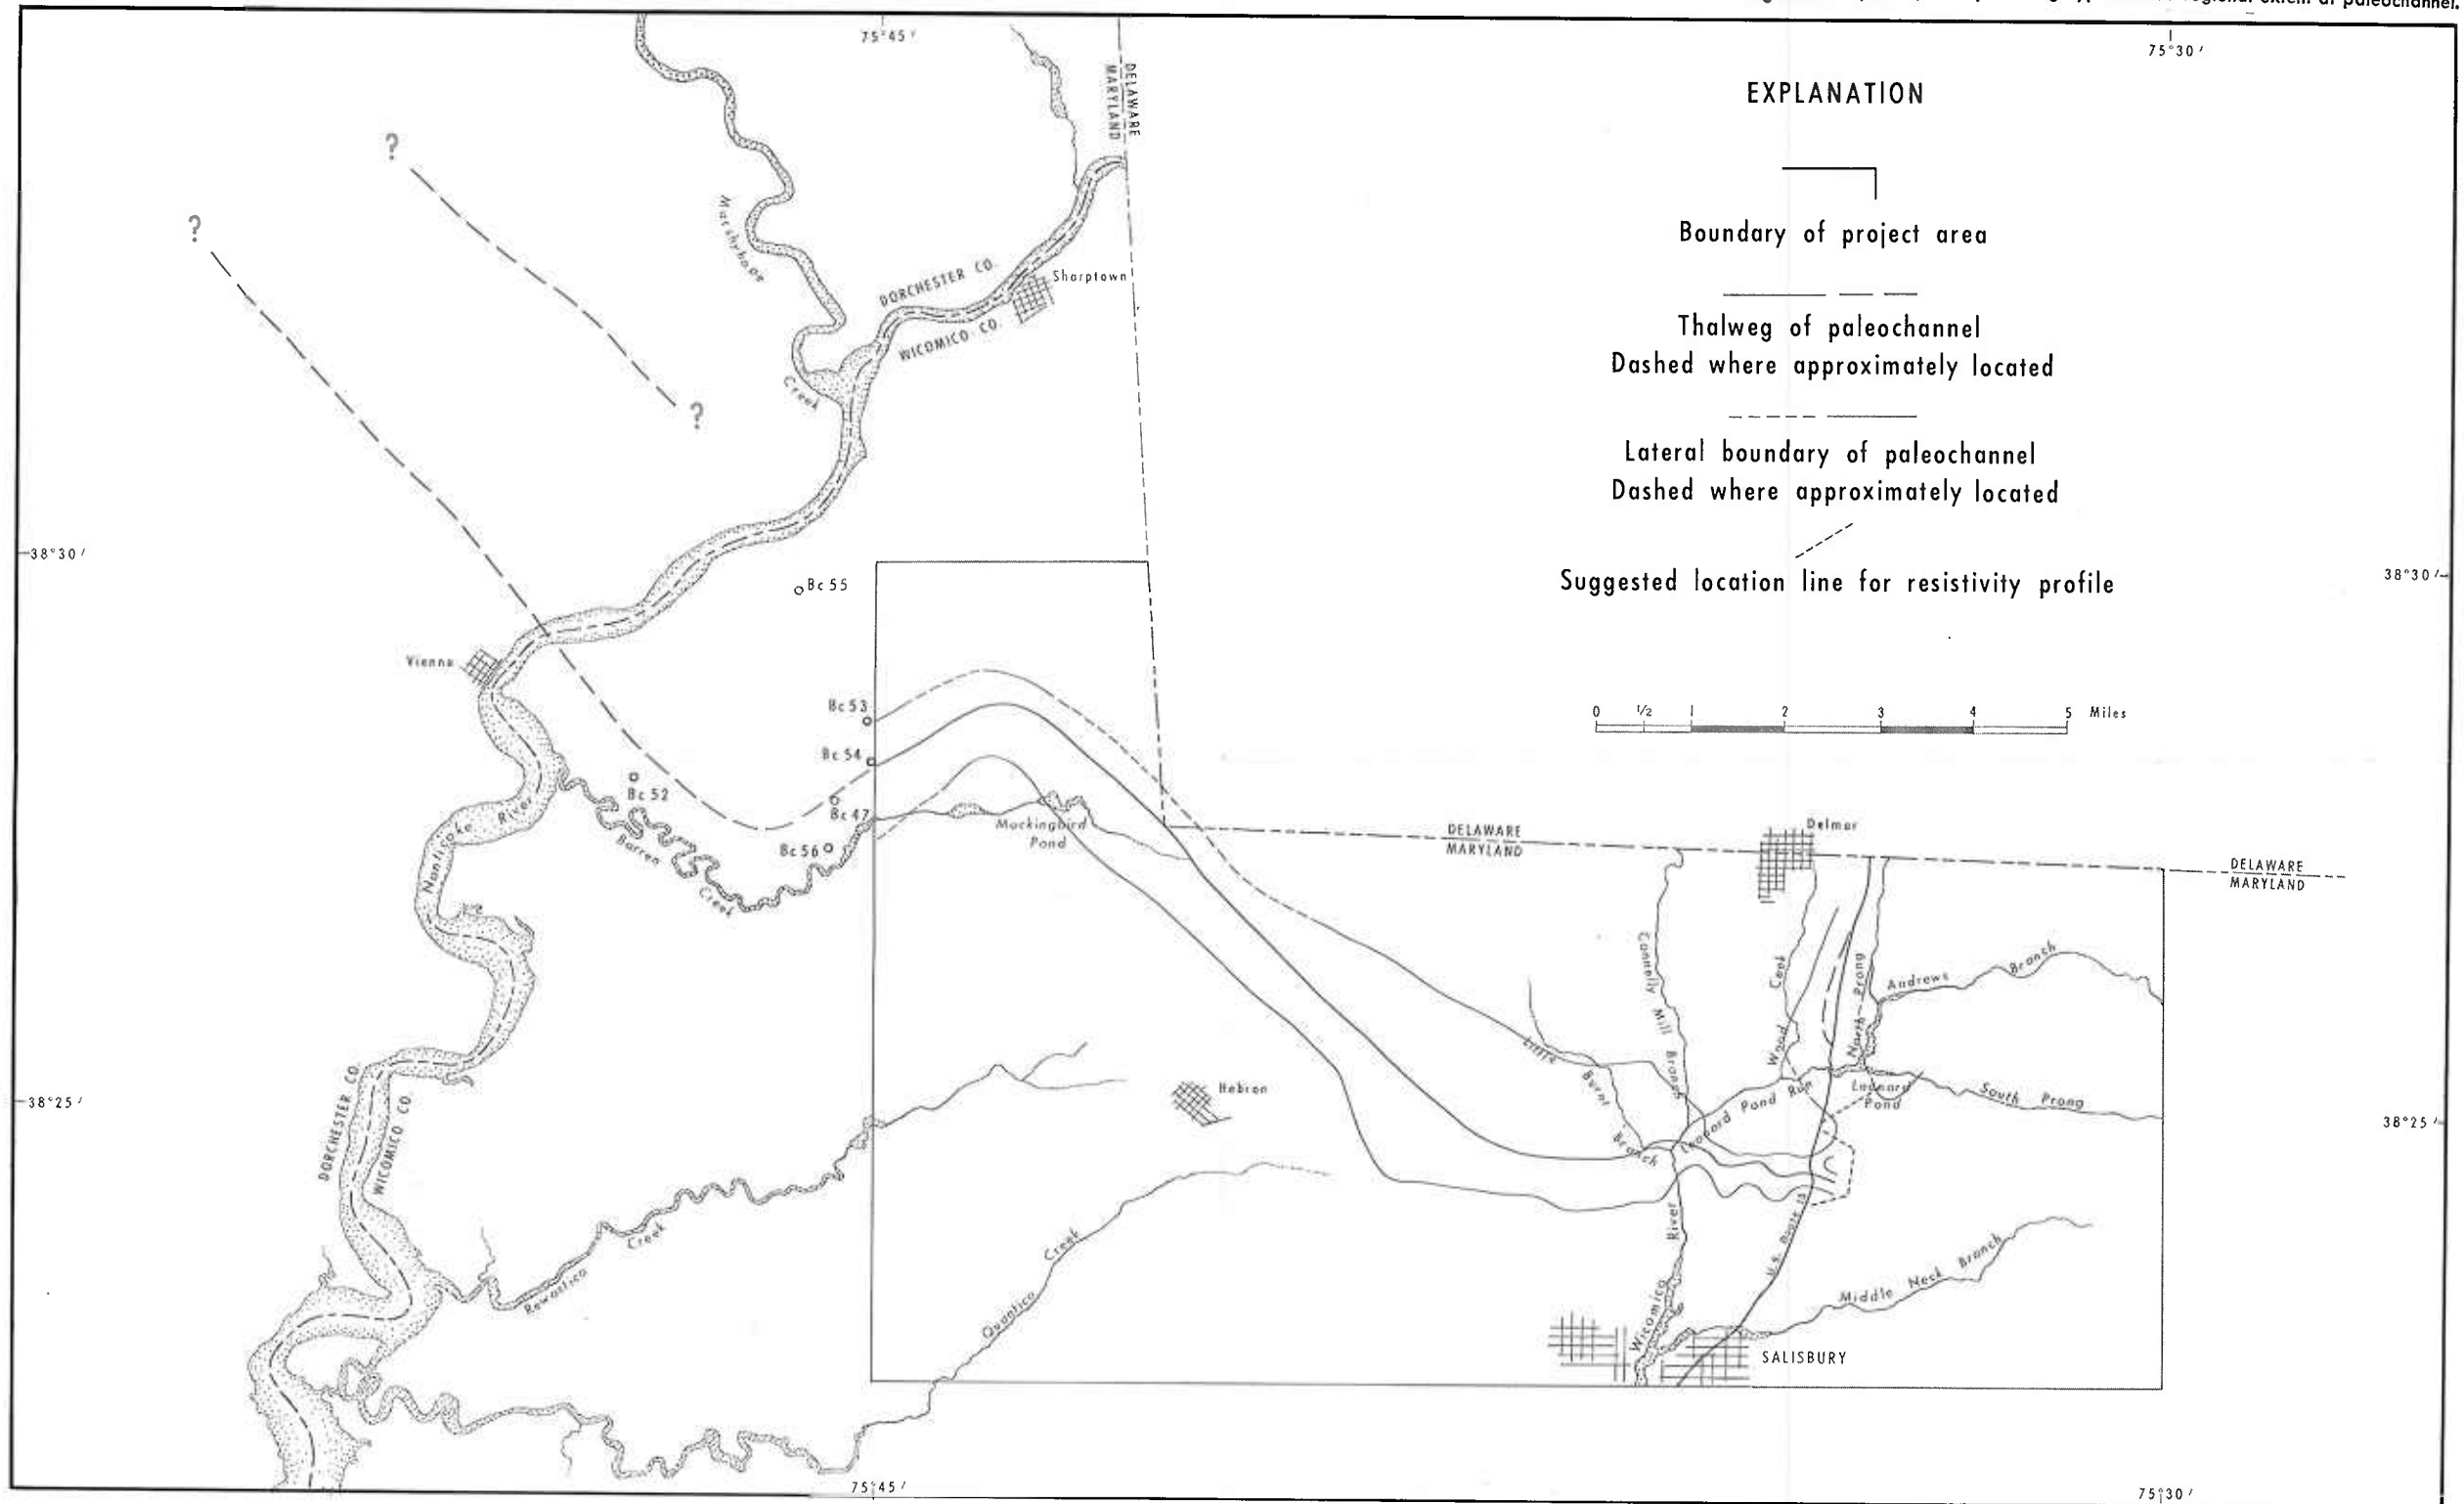 regional extent of paleochannel.
75°45′
75°30′
DELAWARE
MARYLAND
EXPLANATION
Boundary of project area
Thalweg of paleochannel
Dashed where approximately located
Lateral boundary of paleochannel
Dashed where approximately located
Suggested location line for resistivity profile
0 1/2 1 2 3 4 5 Miles
?
?
?
Marshyhope
Creek
DORCHESTER CO.
WICOMICO CO.
Sharptown
38°30′
38°30′
Bc 55
Vienna
Bc 53
Bc 54
Bc 52
Bc 47
Bc 56
Nanticoke River
Barren
Creek
Mockingbird
Pond
DELAWARE
MARYLAND
Delmar
DELAWARE
MARYLAND
Connelly Mill Branch
Wood Creek
North Prong
Andrews Branch
Little
Burnt
Branch
Leonard Pond Run
Leonard
Pond
South Prong
38°25′
38°25′
Hebron
DORCHESTER CO.
WICOMICO CO.
Rewastico Creek
Quantico Creek
Wicomico River
U.S. Route 13
Middle Neck Branch
SALISBURY
75°45′
75°30′